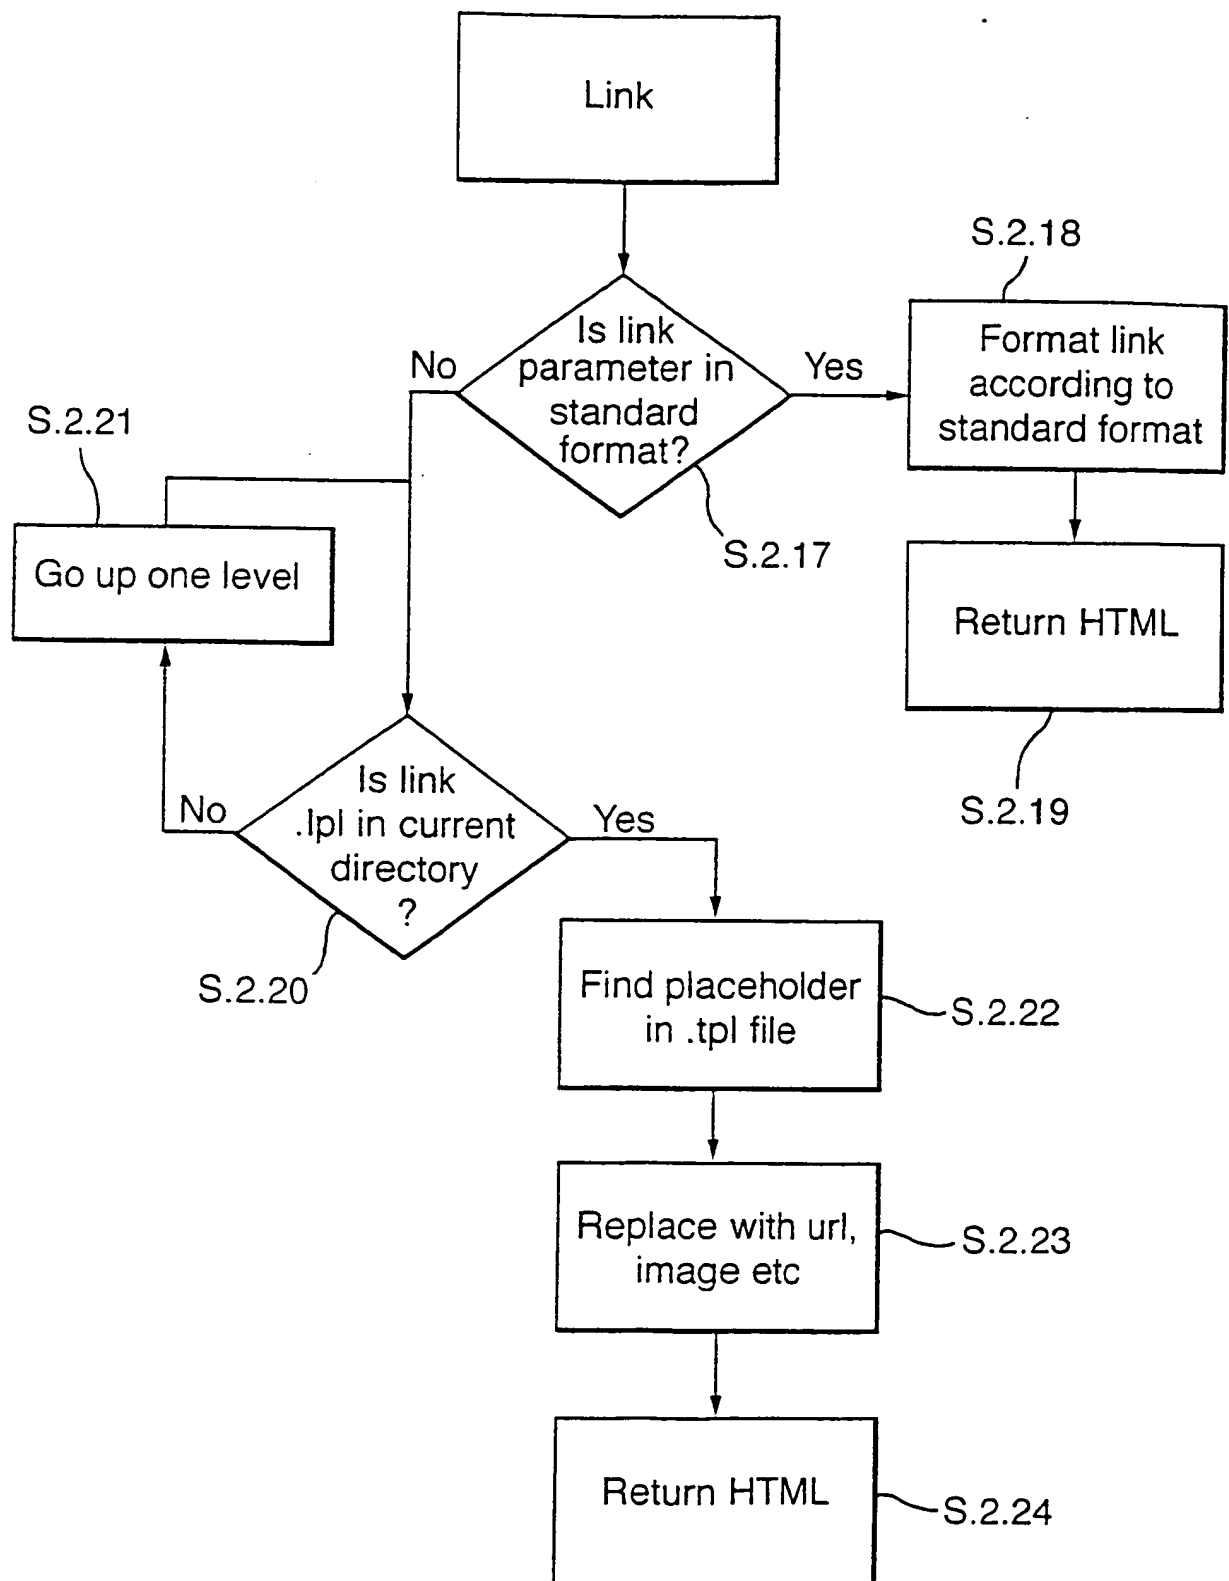 Link
S.2.18
Is link
parameter in
standard
format?
No
Yes
Format link
according to
standard format
S.2.21
S.2.17
Go up one level
Return HTML
S.2.19
Is link
.lpl in current
directory
?
No
Yes
S.2.20
Find placeholder
in .tpl file
S.2.22
Replace with url,
image etc
S.2.23
Return HTML
S.2.24